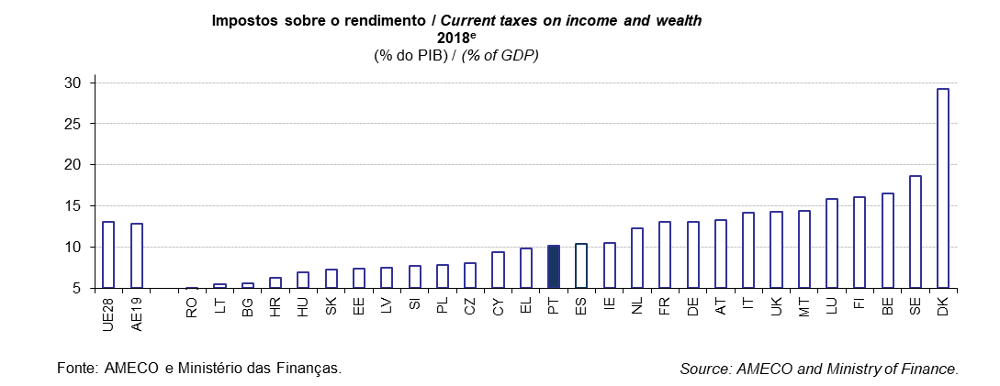 Impostos sobre o rendimento / Current taxes on income and wealth
2018ᵉ
(% do PIB) / (% of GDP)
30
25
20
15
10
5
UE28 AE19 RO LT BG HR HU SK EE LV SI PL CZ CY EL PT ES IE NL FR DE AT IT UK MT LU FI BE SE DK
Fonte: AMECO e Ministério das Finanças.
Source: AMECO and Ministry of Finance.